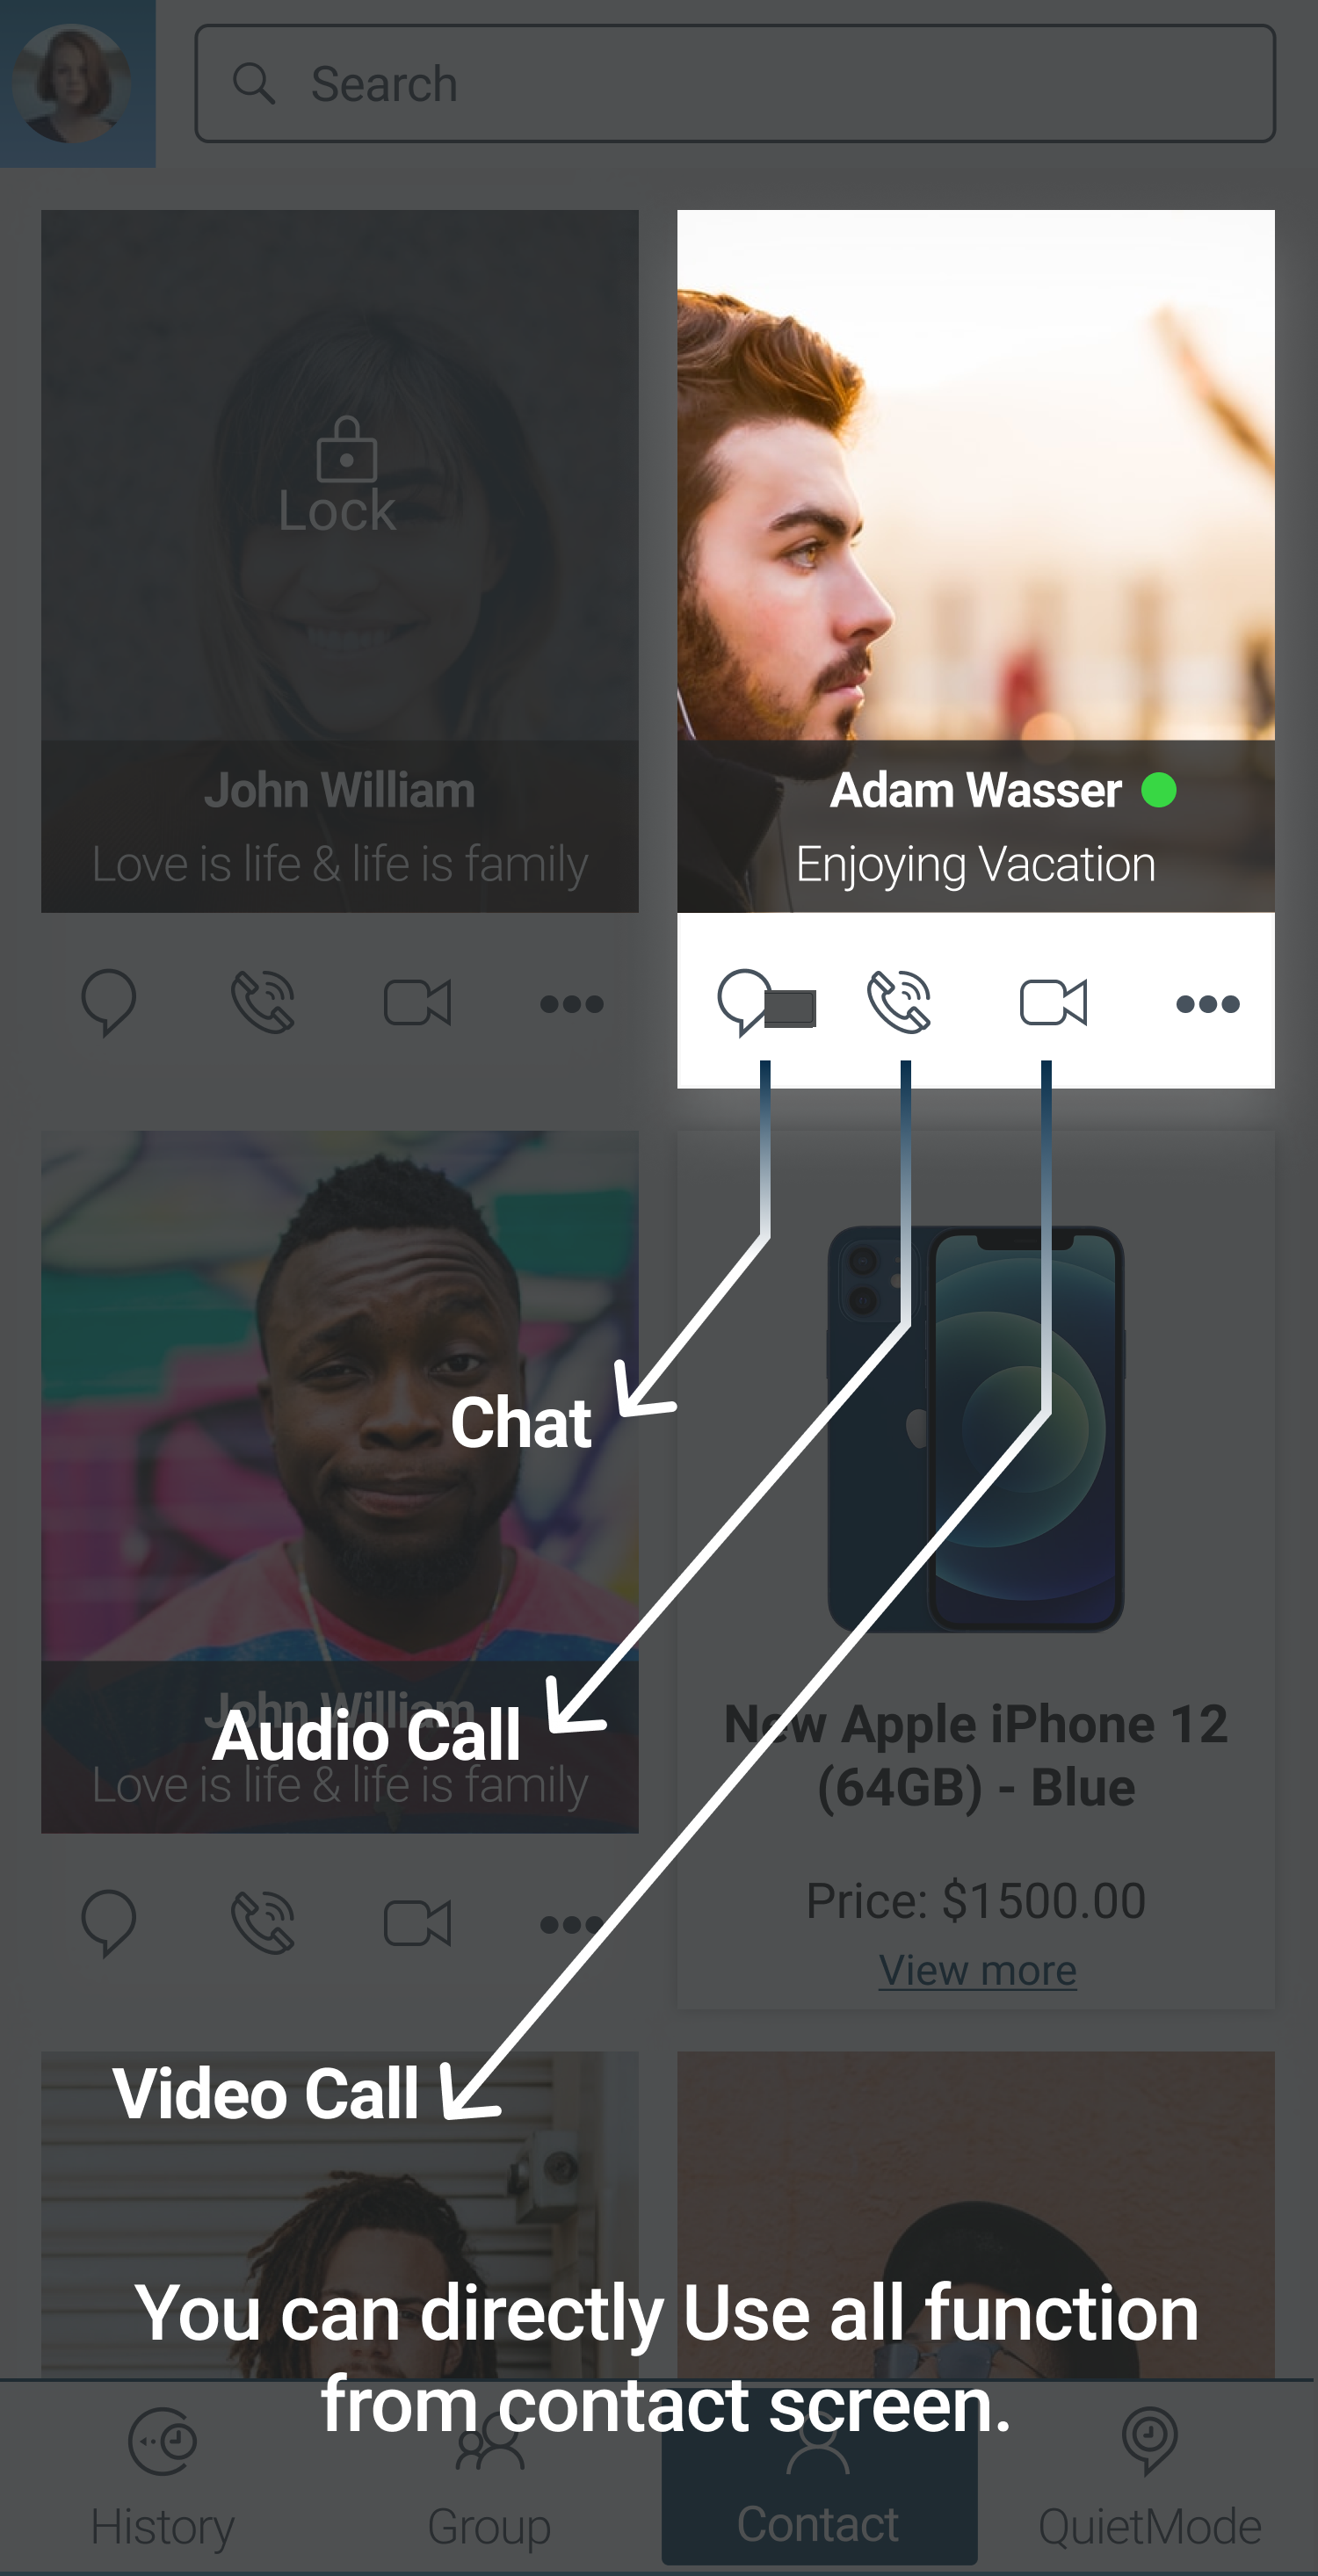 Search
Lock
John William
Love is life & life is family
Adam Wasser
Enjoying Vacation
Chat
John William
Audio Call
Love is life & life is family
New Apple iPhone 12
(64GB) - Blue
Price: $1500.00
View more
Video Call
You can directly Use all function
from contact screen.
History
Group
Contact
QuietMode